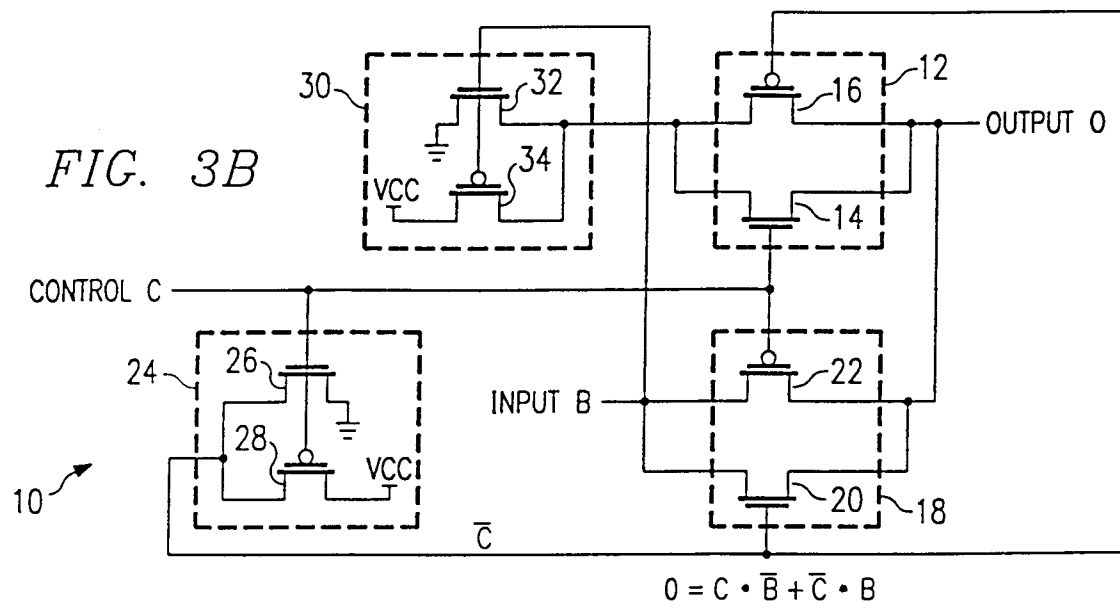 30
32
34
VCC
16
12
14
OUTPUT O
FIG. 3B
CONTROL C
24
26
28
VCC
10
INPUT B
22
20
18
C̅
O = C • B̅ + C̅ • B